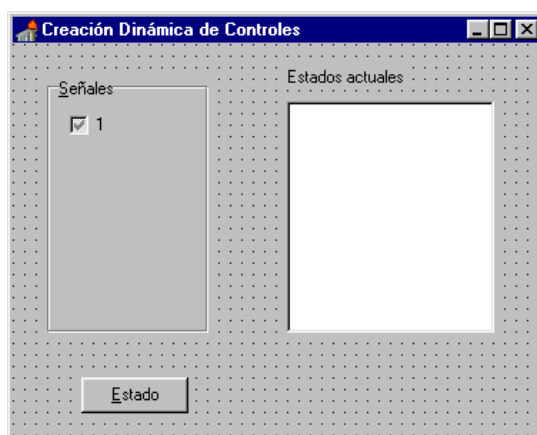 Creación Dinámica de Controles
Estados actuales
Señales
1
Estado